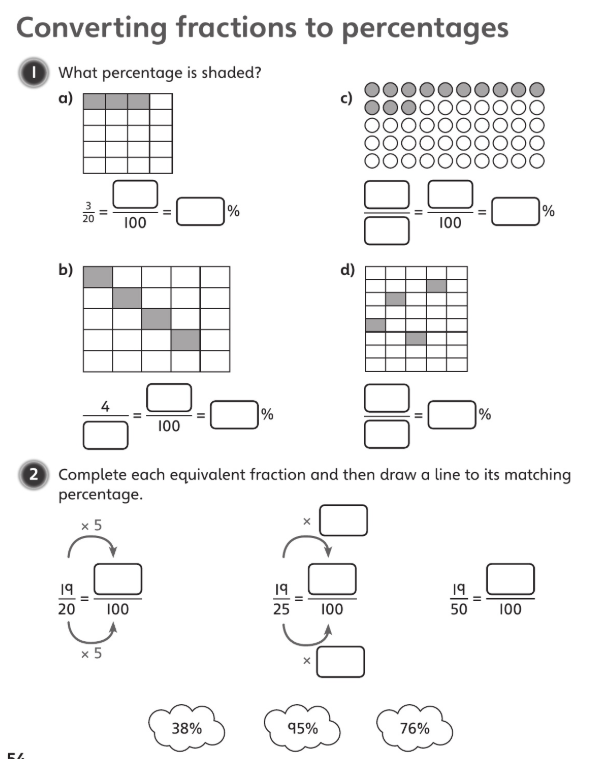 Converting fractions to percentages
1 What percentage is shaded?
a)
3/20 = /100 = %
c)
= /100 = %
b)
4/ = /100 = %
d)
= %
2 Complete each equivalent fraction and then draw a line to its matching
percentage.
× 5
19/20 = /100
× 5
×
19/25 = /100
×
19/50 = /100
38%
95%
76%